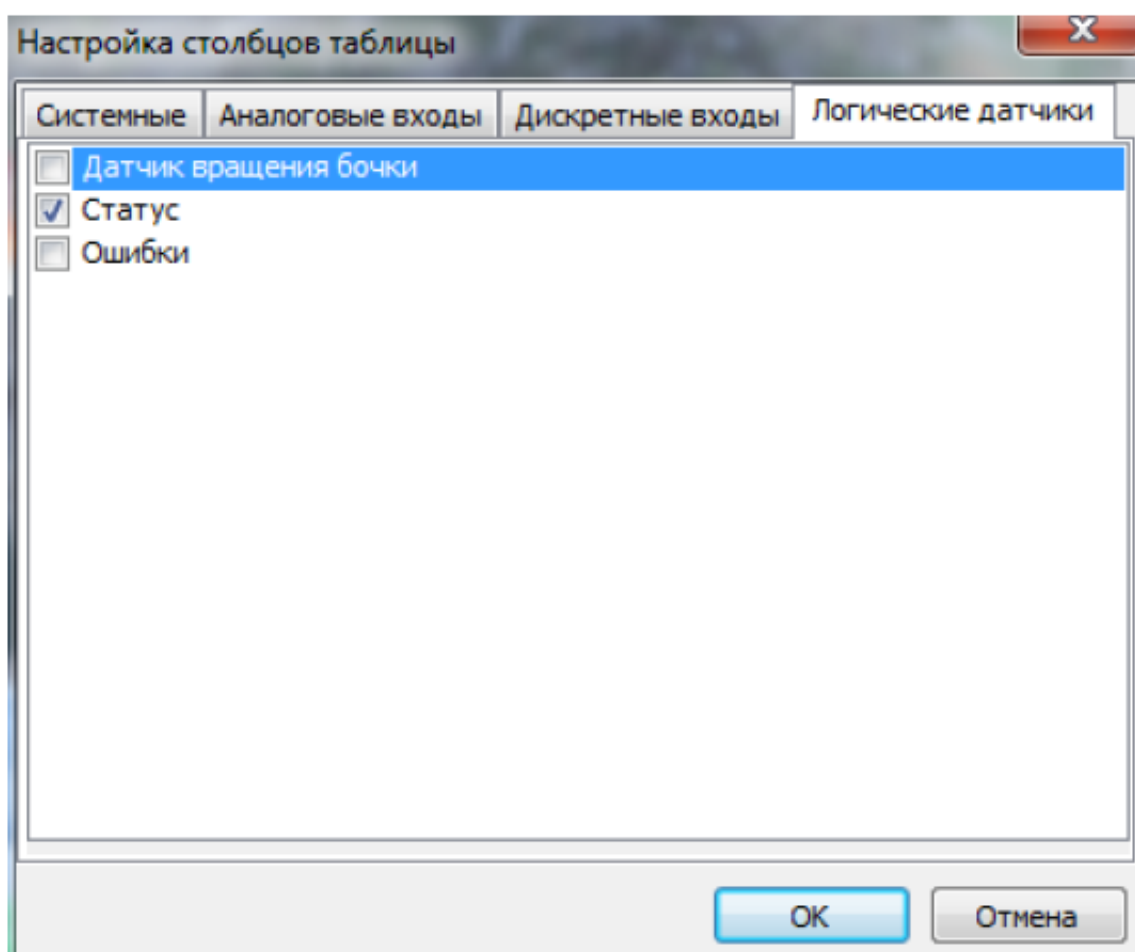 Настройка столбцов таблицы
x
Системные Аналоговые входы Дискретные входы Логические датчики
Датчик вращения бочки
Статус
Ошибки
OK Отмена